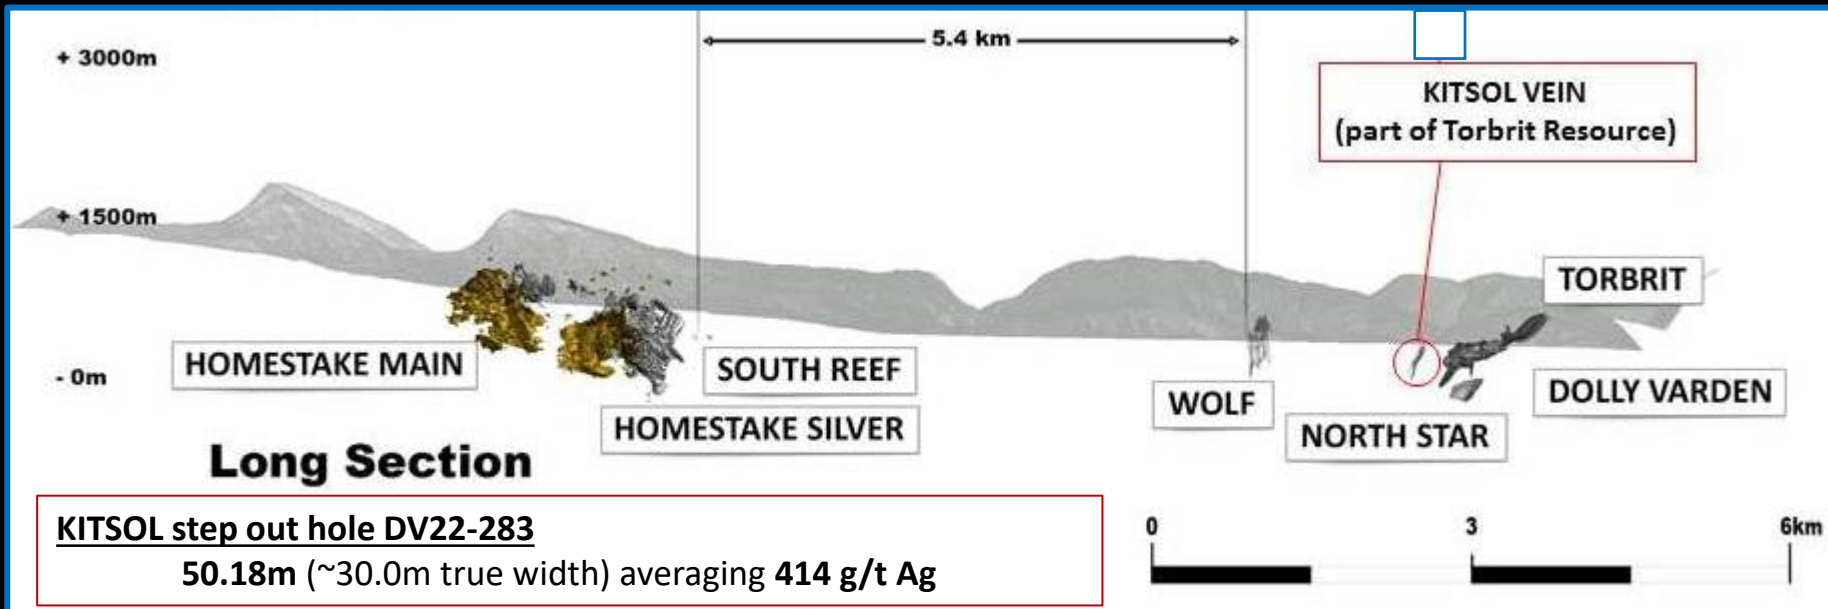 + 3000m
5.4 km
KITSOL VEIN
(part of Torbrit Resource)
+ 1500m
TORBRIT
HOMESTAKE MAIN
SOUTH REEF
- 0m
WOLF
DOLLY VARDEN
HOMESTAKE SILVER
NORTH STAR
Long Section
KITSOL step out hole DV22-283
50.18m (~30.0m true width) averaging 414 g/t Ag
0 3 6km